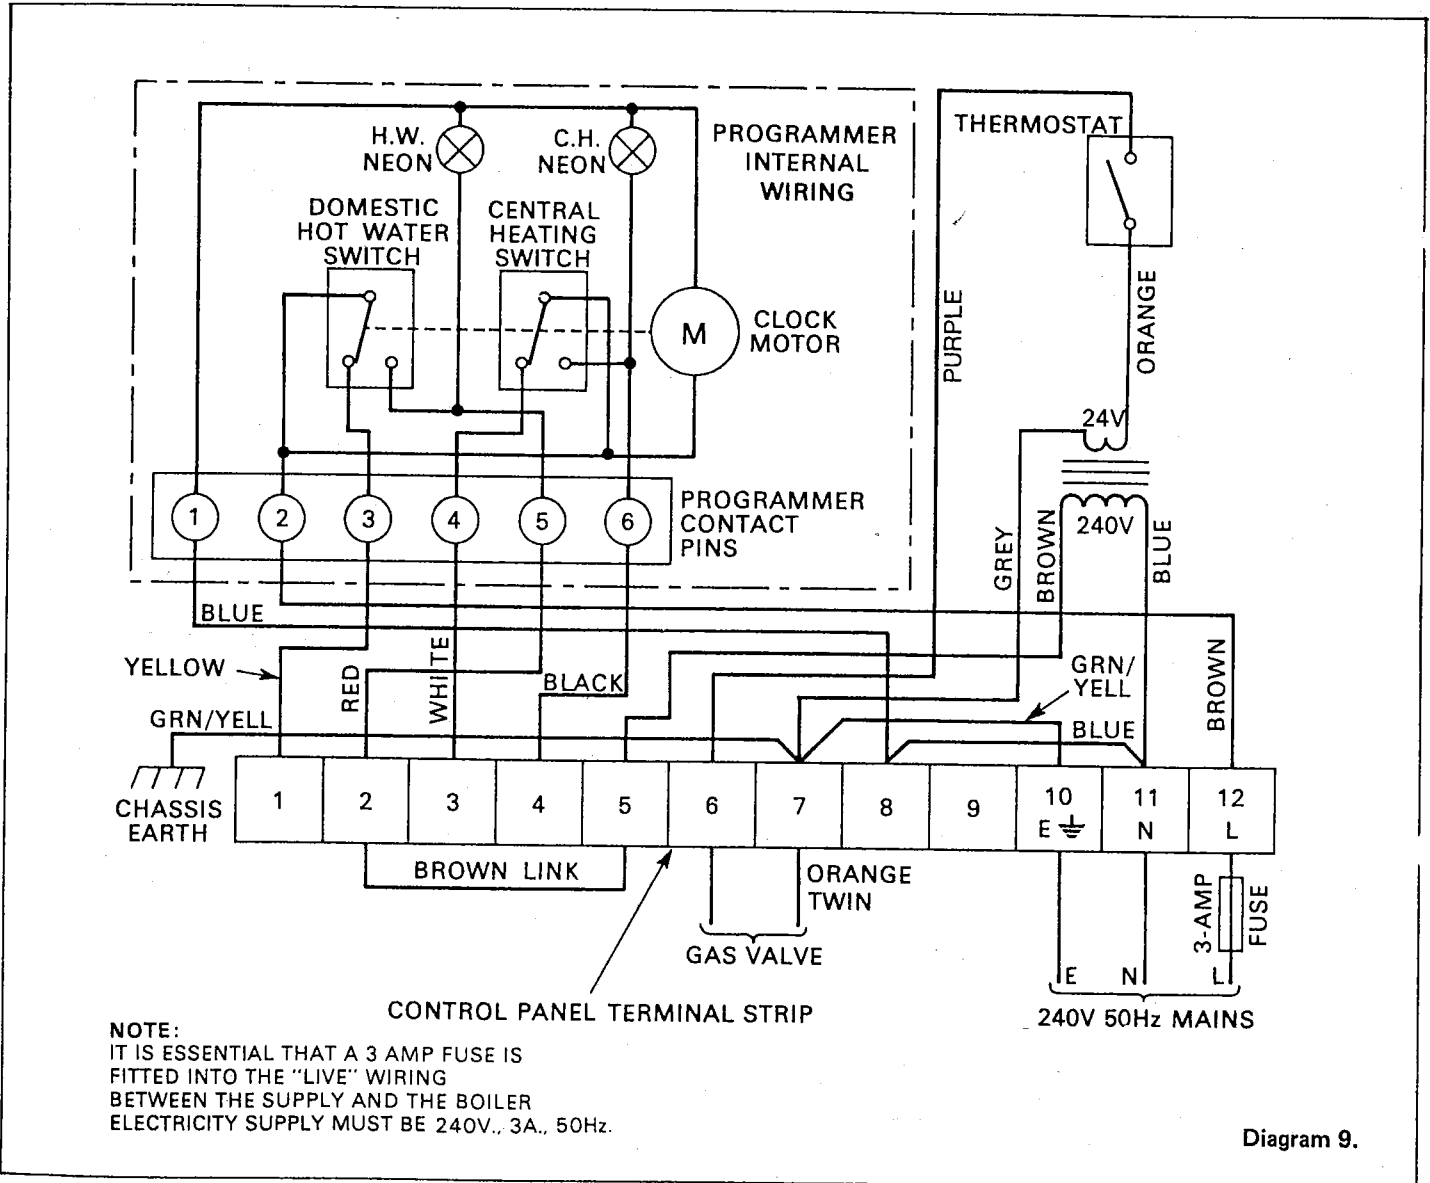 H.W.
NEON
C.H.
NEON
PROGRAMMER
INTERNAL
WIRING
THERMOSTAT
DOMESTIC
HOT WATER
SWITCH
CENTRAL
HEATING
SWITCH
M
CLOCK
MOTOR
PURPLE
ORANGE
24V
240V
GREY
BROWN
BLUE
1
2
3
4
5
6
PROGRAMMER
CONTACT
PINS
BLUE
YELLOW
RED
WHITE
BLACK
GRN/YELL
GRN/
YELL
BLUE
BROWN
CHASSIS
EARTH
1
2
3
4
5
6
7
8
9
10
E
11
N
12
L
BROWN LINK
ORANGE
TWIN
GAS VALVE
3-AMP
FUSE
E
N
L
240V 50Hz MAINS
CONTROL PANEL TERMINAL STRIP
NOTE:
IT IS ESSENTIAL THAT A 3 AMP FUSE IS
FITTED INTO THE "LIVE" WIRING
BETWEEN THE SUPPLY AND THE BOILER
ELECTRICITY SUPPLY MUST BE 240V., 3A., 50Hz.
Diagram 9.